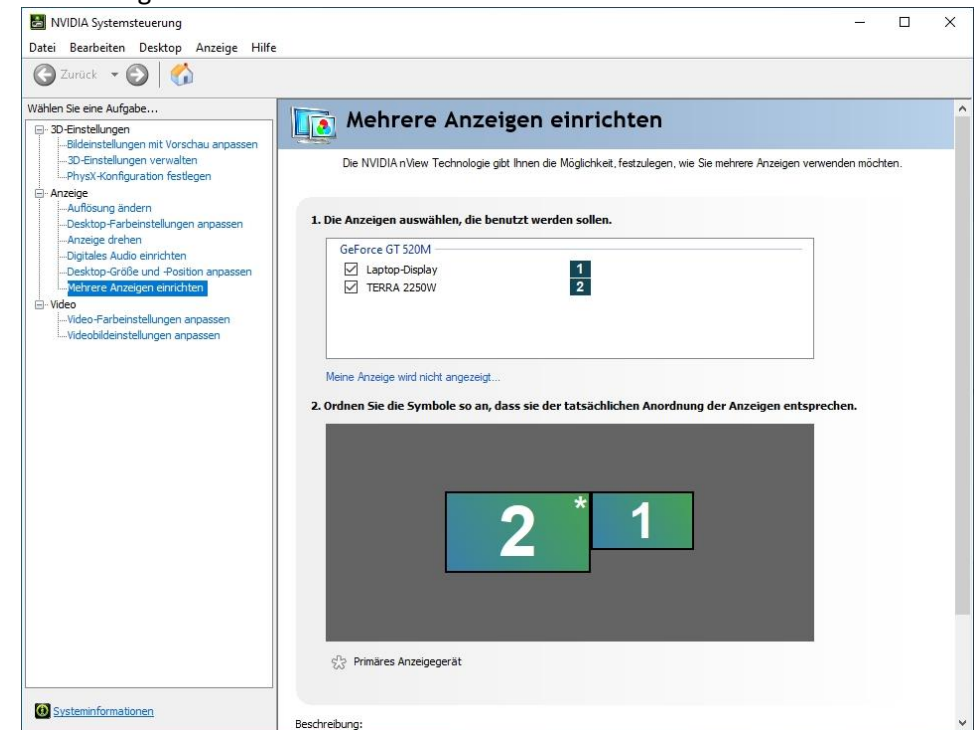 NVIDIA Systemsteuerung
Datei Bearbeiten Desktop Anzeige Hilfe
Zurück
Wählen Sie eine Aufgabe...
3D-Einstellungen
Bildeinstellungen mit Vorschau anpassen
3D-Einstellungen verwalten
PhysX-Konfiguration festlegen
Anzeige
Auflösung ändern
Desktop-Farbeinstellungen anpassen
Anzeige drehen
Digitales Audio einrichten
Desktop-Größe und -Position anpassen
Mehrere Anzeigen einrichten
Video
Video-Farbeinstellungen anpassen
Videobildeinstellungen anpassen
Systeminformationen
Mehrere Anzeigen einrichten
Die NVIDIA nView Technologie gibt Ihnen die Möglichkeit, festzulegen, wie Sie mehrere Anzeigen verwenden möchten.
1. Die Anzeigen auswählen, die benutzt werden sollen.
GeForce GT 520M
Laptop-Display 1
TERRA 2250W 2
Meine Anzeige wird nicht angezeigt...
2. Ordnen Sie die Symbole so an, dass sie der tatsächlichen Anordnung der Anzeigen entsprechen.
2 * 1
Primäres Anzeigegerät
Beschreibung: